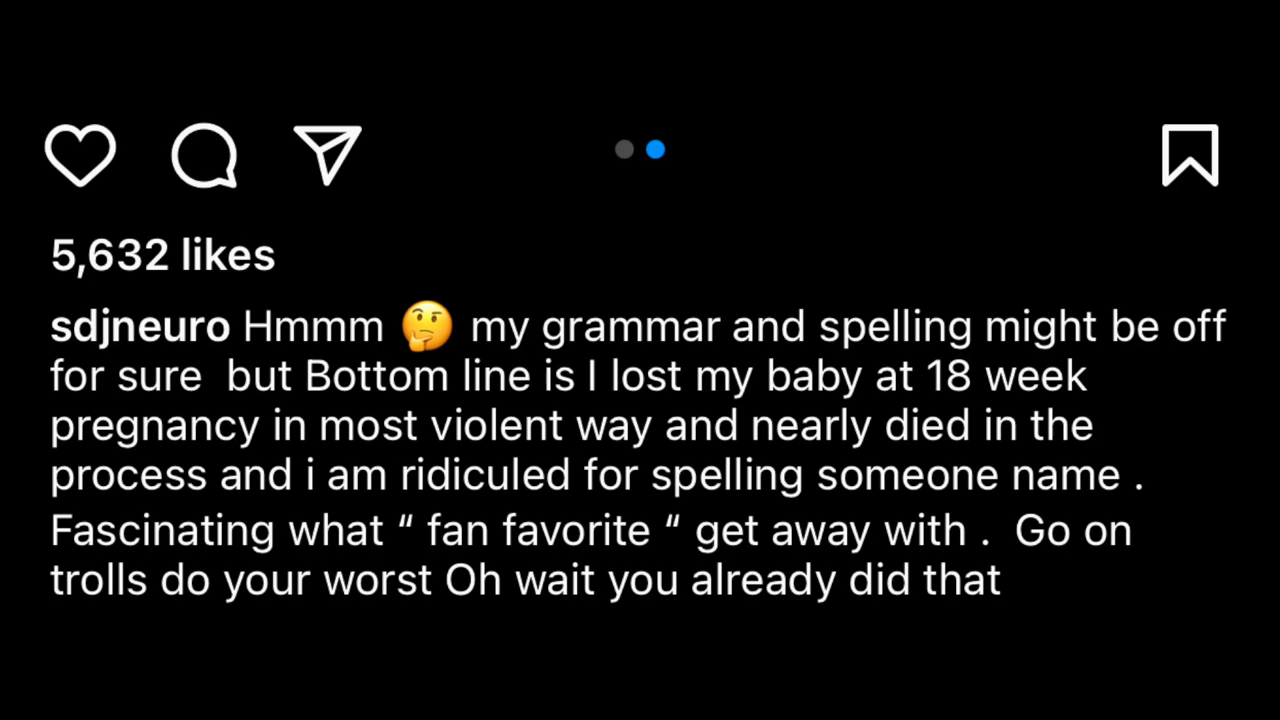 5,632 likes
sdjneuro Hmmm 🤔 my grammar and spelling might be off
for sure  but Bottom line is I lost my baby at 18 week
pregnancy in most violent way and nearly died in the
process and i am ridiculed for spelling someone name .
Fascinating what “ fan favorite “ get away with .  Go on
trolls do your worst Oh wait you already did that